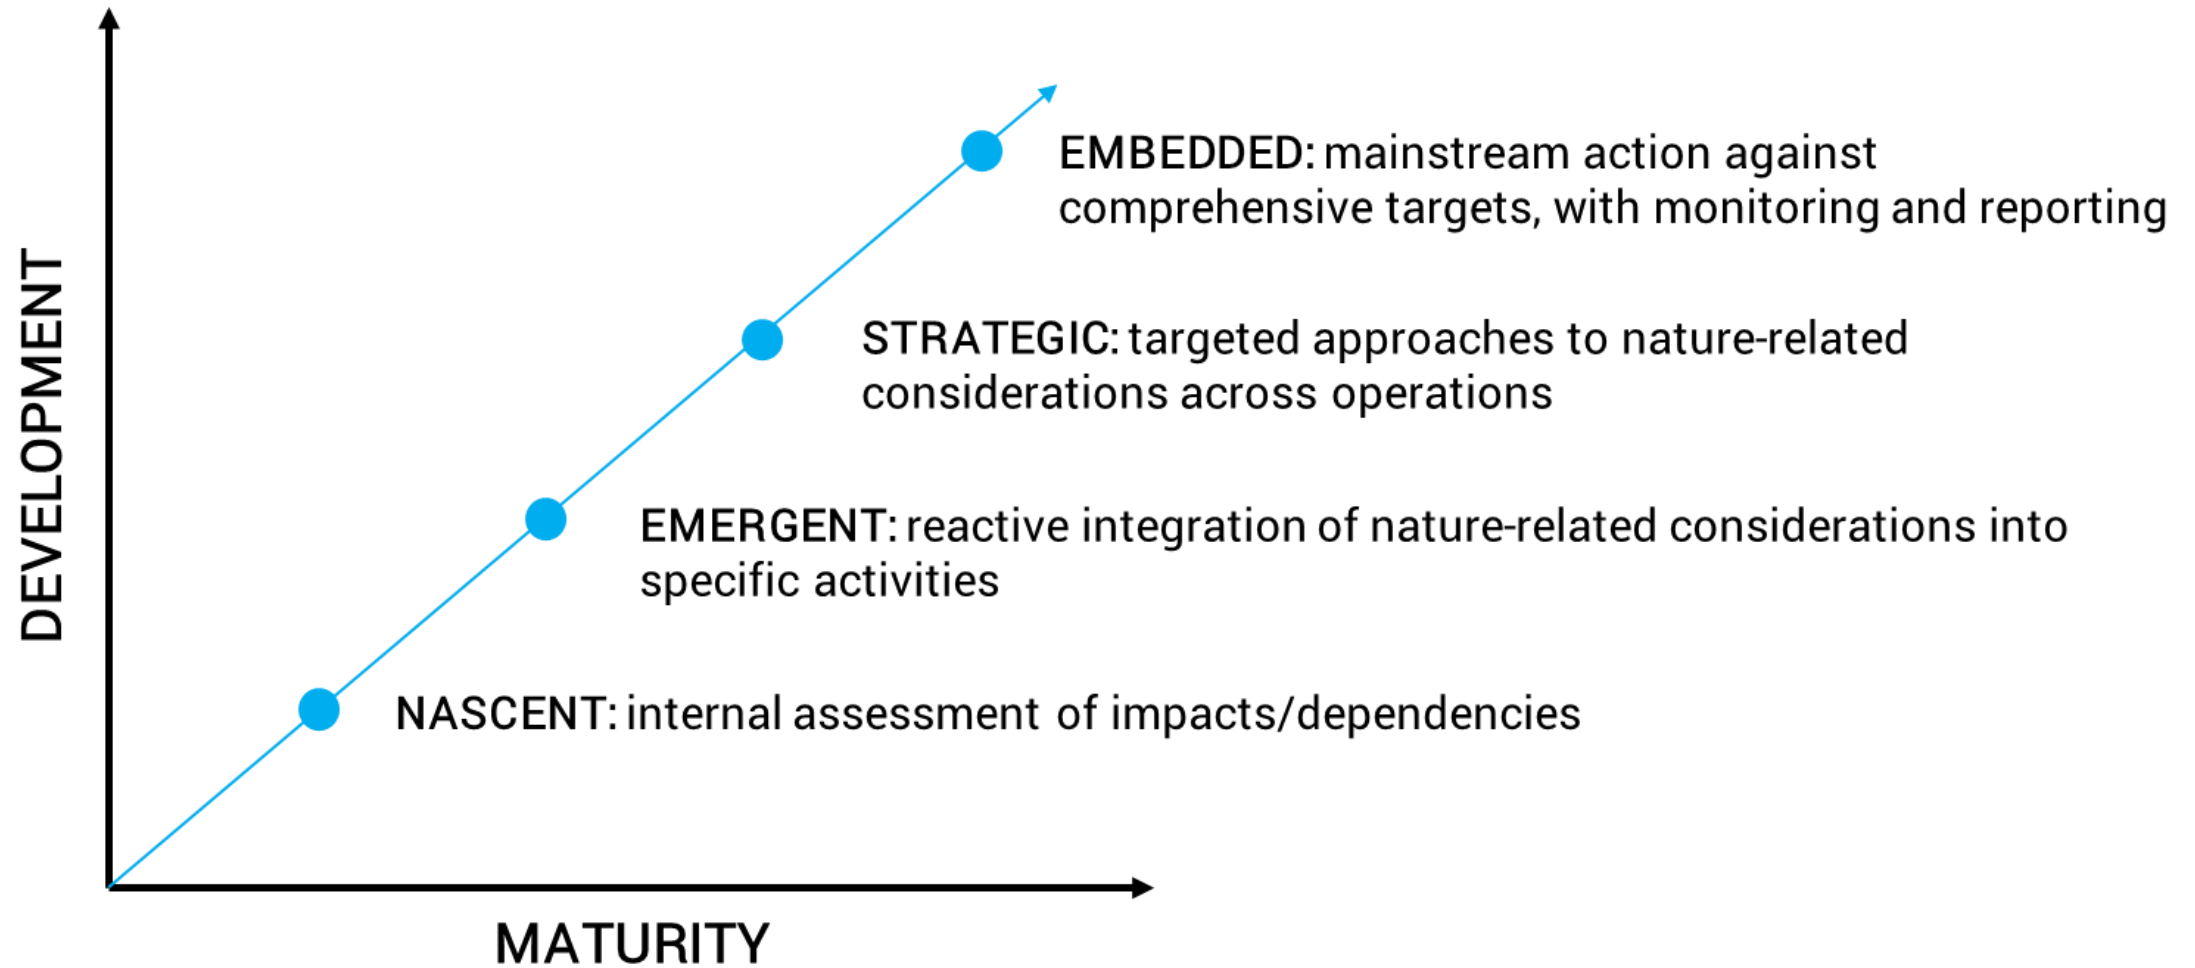 EMBEDDED: mainstream action against
comprehensive targets, with monitoring and reporting
STRATEGIC: targeted approaches to nature-related
considerations across operations
EMERGENT: reactive integration of nature-related considerations into
specific activities
NASCENT: internal assessment of impacts/dependencies
DEVELOPMENT
MATURITY